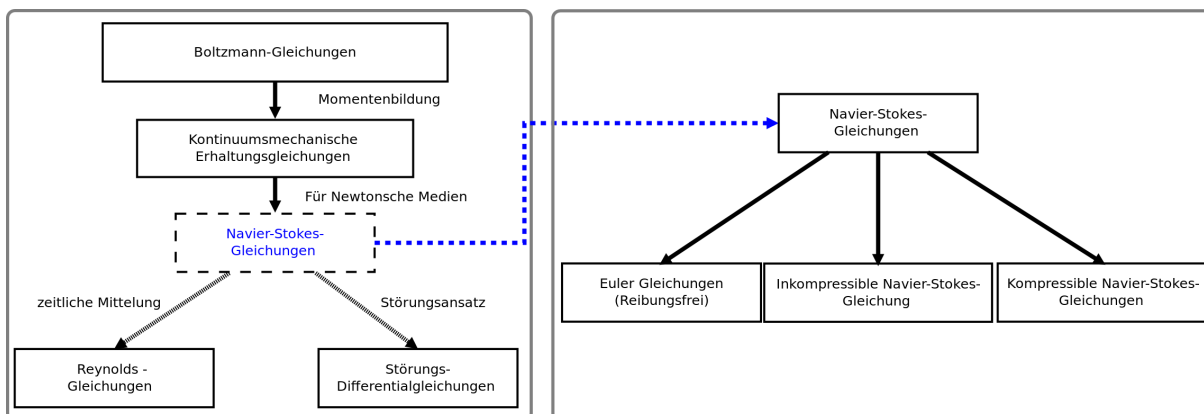 Boltzmann-Gleichungen
Momentenbildung
Kontinuumsmechanische
Erhaltungsgleichungen
Für Newtonsche Medien
Navier-Stokes-
Gleichungen
zeitliche Mittelung
Störungsansatz
Reynolds -
Gleichungen
Störungs-
Differentialgleichungen
Navier-Stokes-
Gleichungen
Euler Gleichungen
(Reibungsfrei)
Inkompressible Navier-Stokes-
Gleichung
Kompressible Navier-Stokes-
Gleichungen